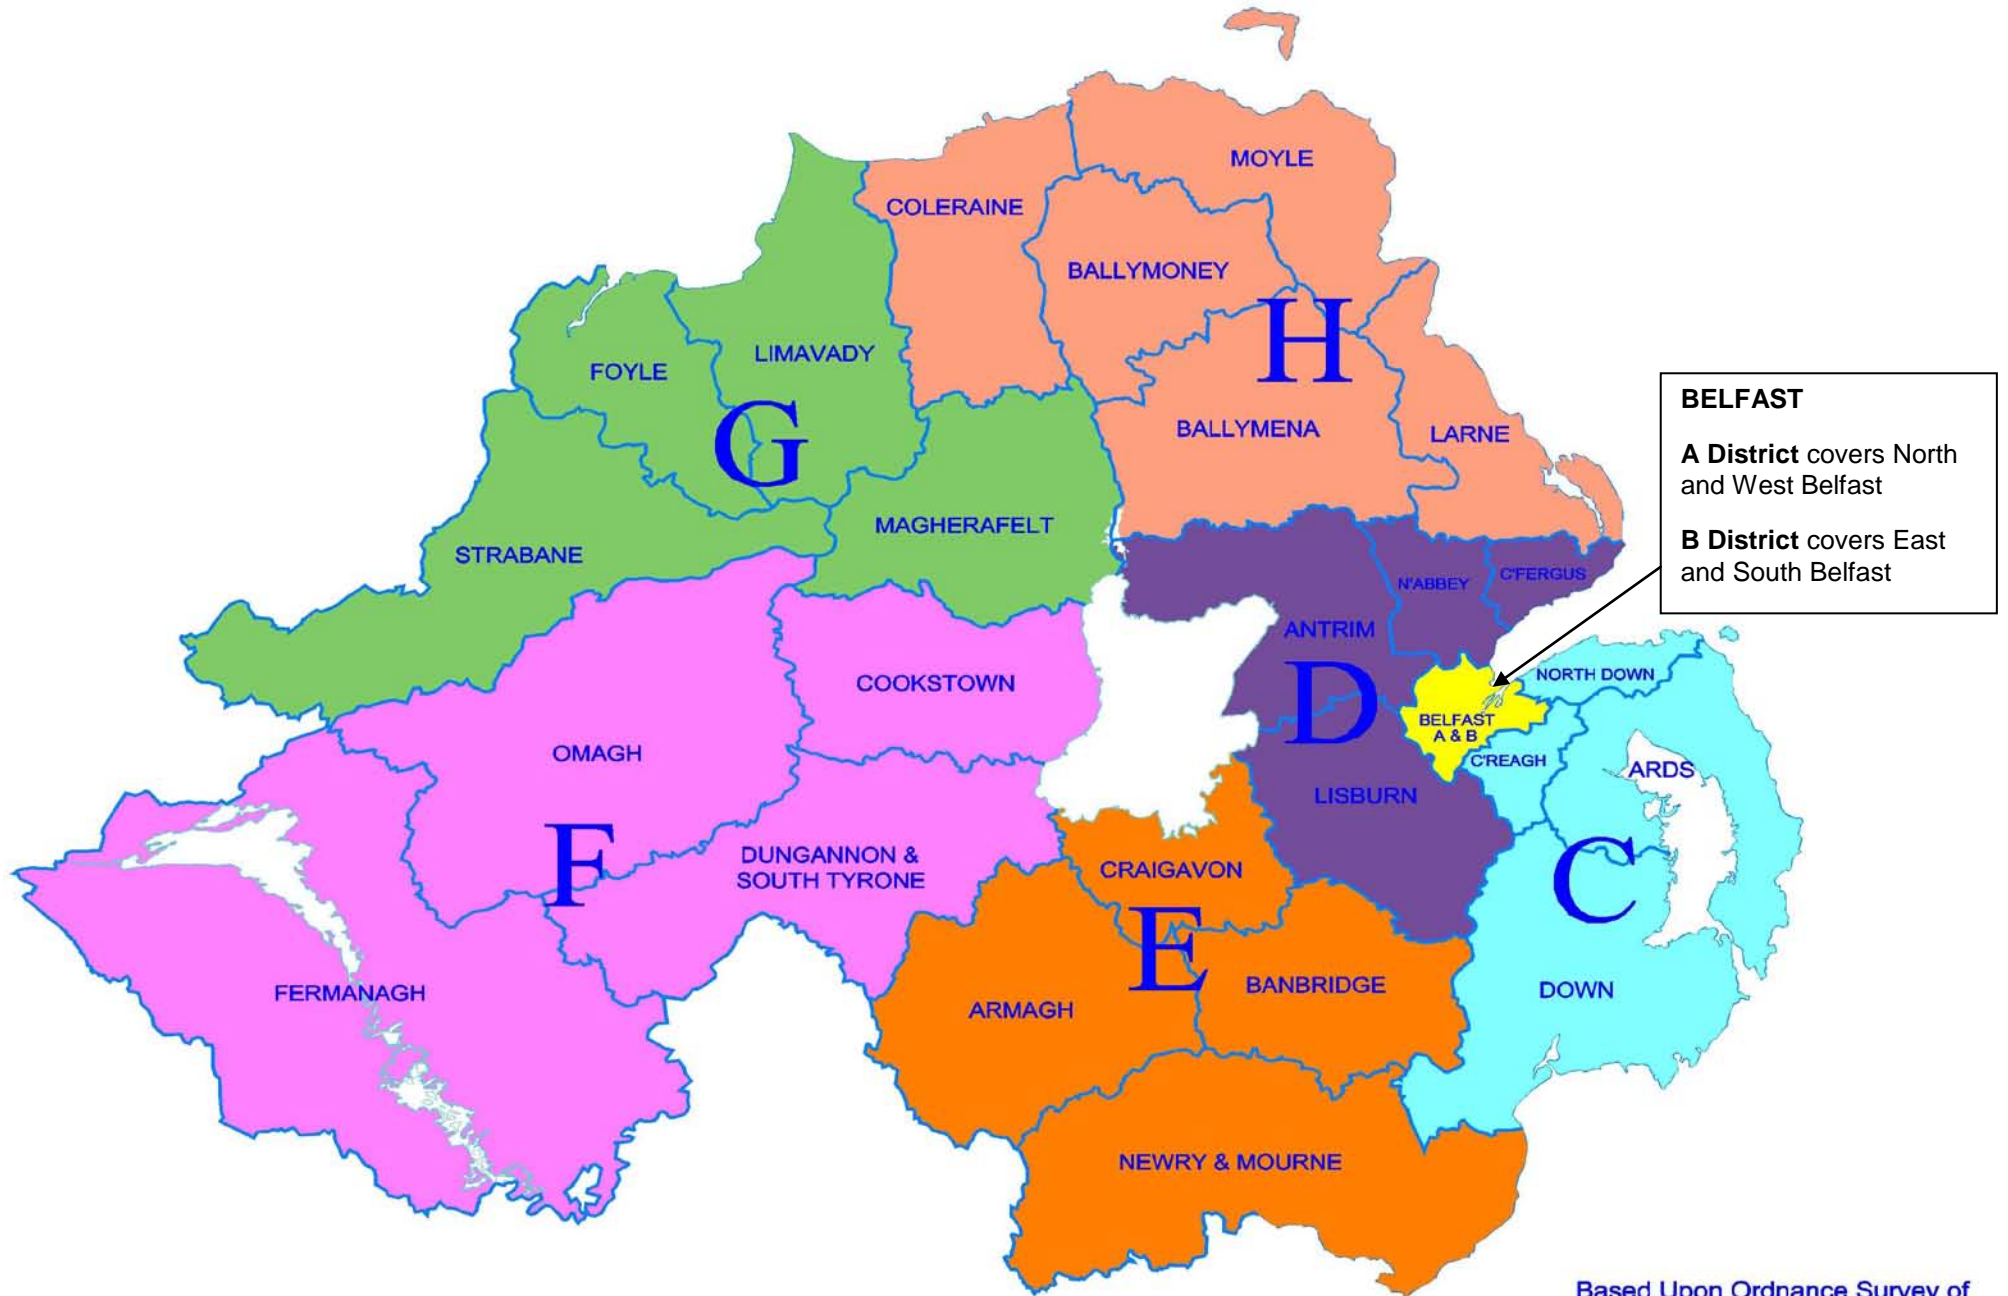 MOYLE
COLERAINE
BALLYMONEY
H
LIMAVADY
FOYLE
BALLYMENA
LARNE
G
MAGHERAFELT
STRABANE
BELFAST
A District covers North
and West Belfast
B District covers East
and South Belfast
N'ABBEY
C'FERGUS
ANTRIM
D
COOKSTOWN
NORTH DOWN
BELFAST
A & B
C'REAGH
ARDS
OMAGH
LISBURN
F
DUNGANNON &
SOUTH TYRONE
CRAIGAVON
C
E
FERMANAGH
ARMAGH
BANBRIDGE
DOWN
NEWRY & MOURNE
Based Upon Ordnance Survey of